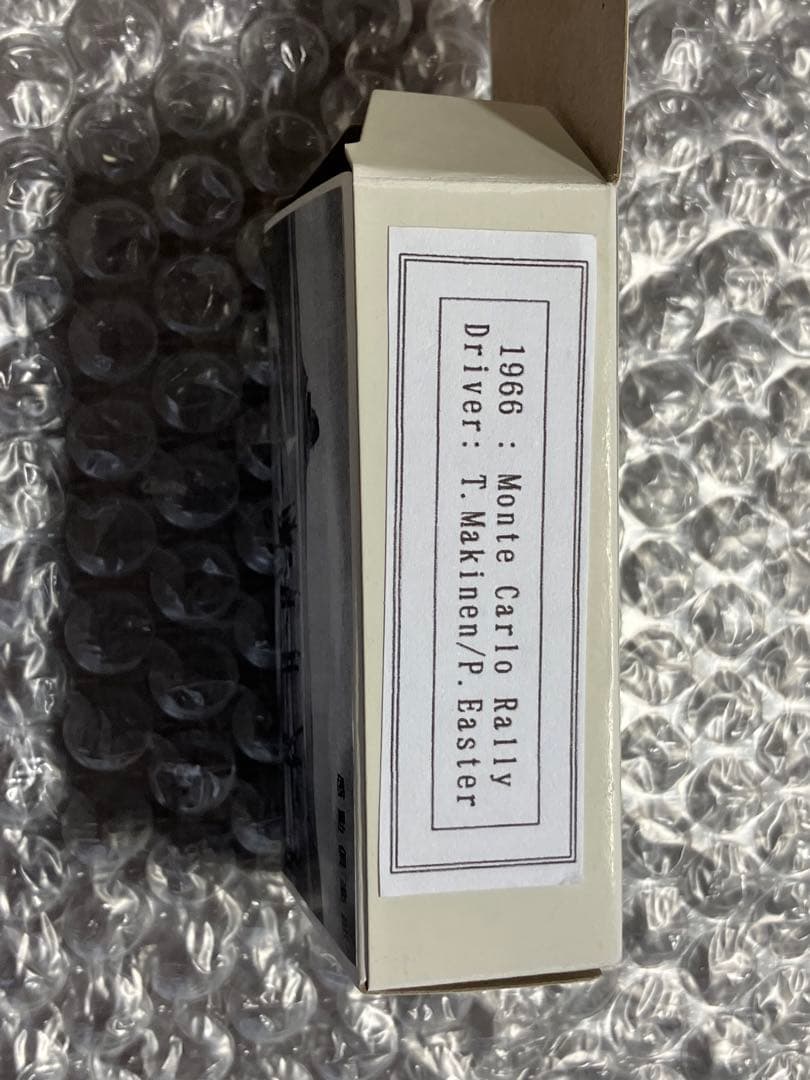 1966 : Monte Carlo Rally
Driver: T. Makinen/P. Easter